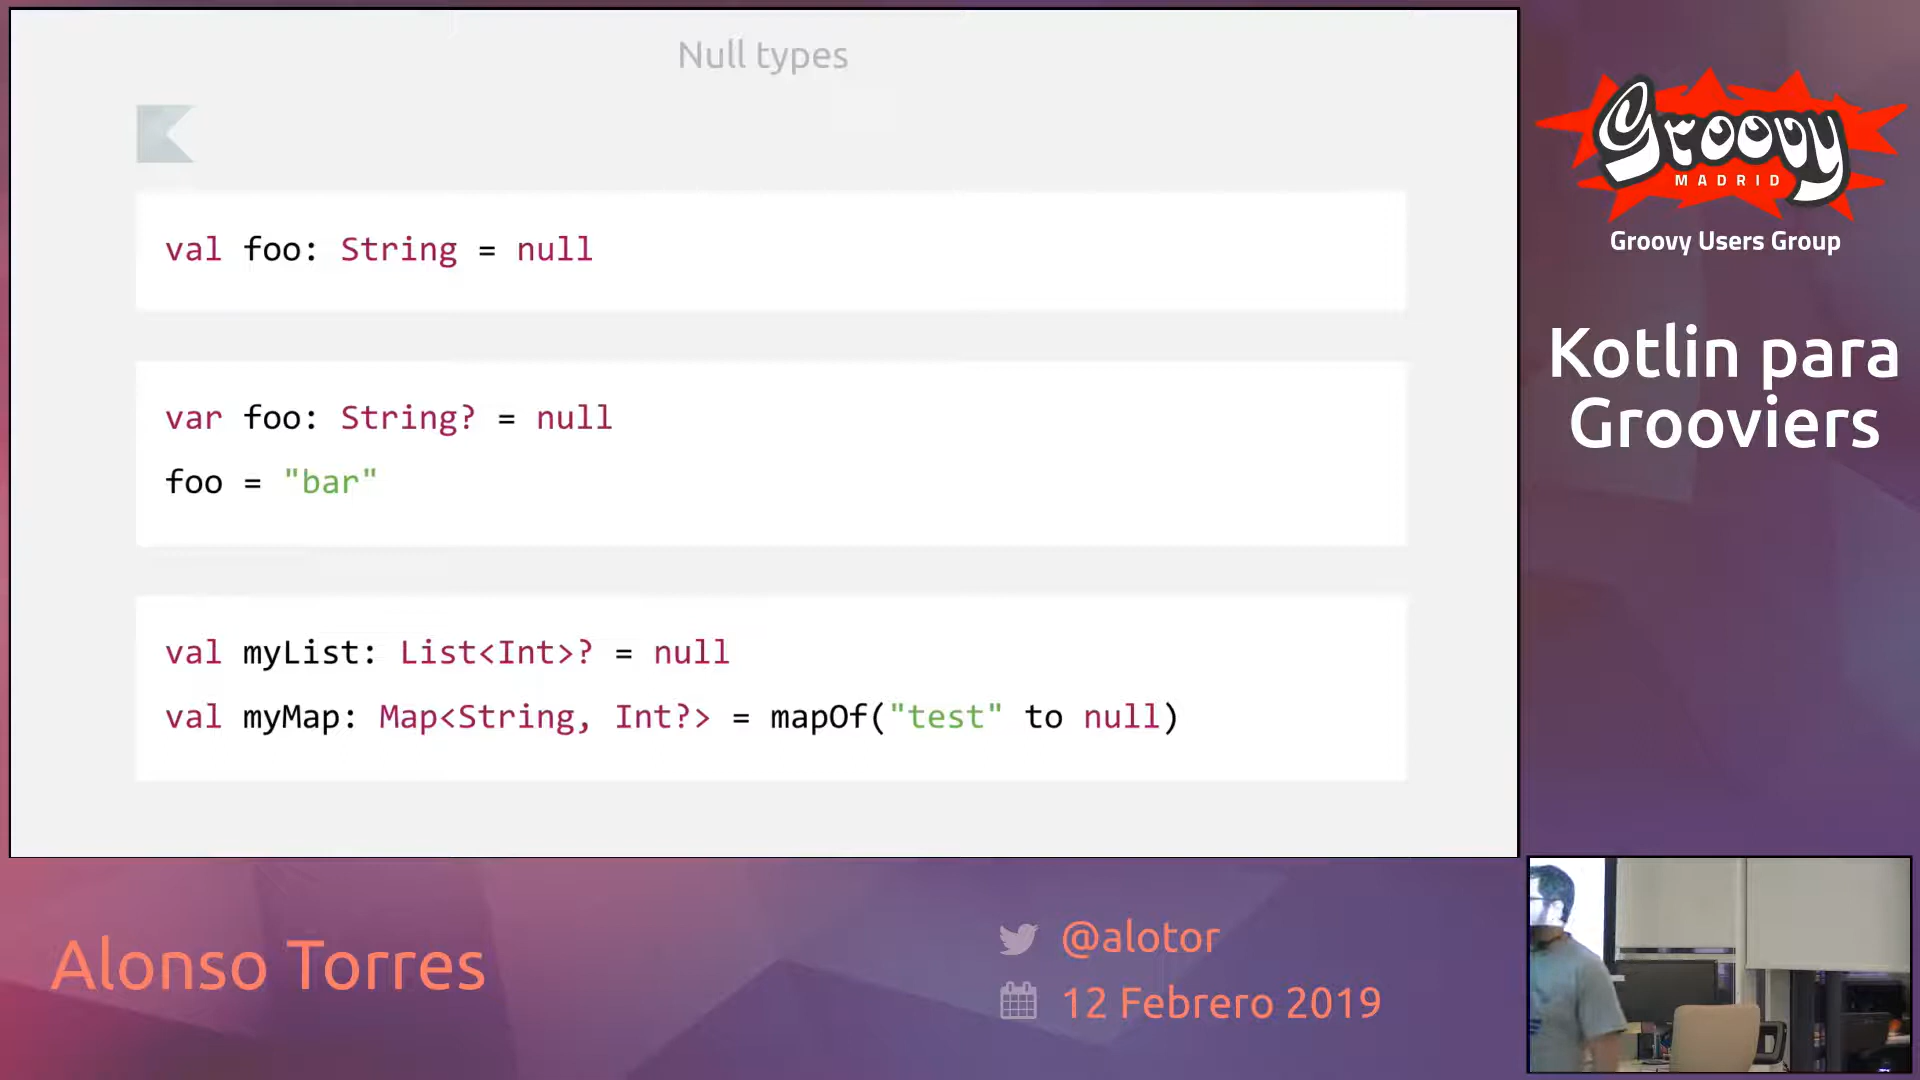 Null types
val foo: String = null
var foo: String? = null
foo = "bar"
val myList: List<Int>? = null
val myMap: Map<String, Int?> = mapOf("test" to null)
Groovy
MADRID
Groovy Users Group
Kotlin para
Grooviers
Alonso Torres
@alotor
12 Febrero 2019